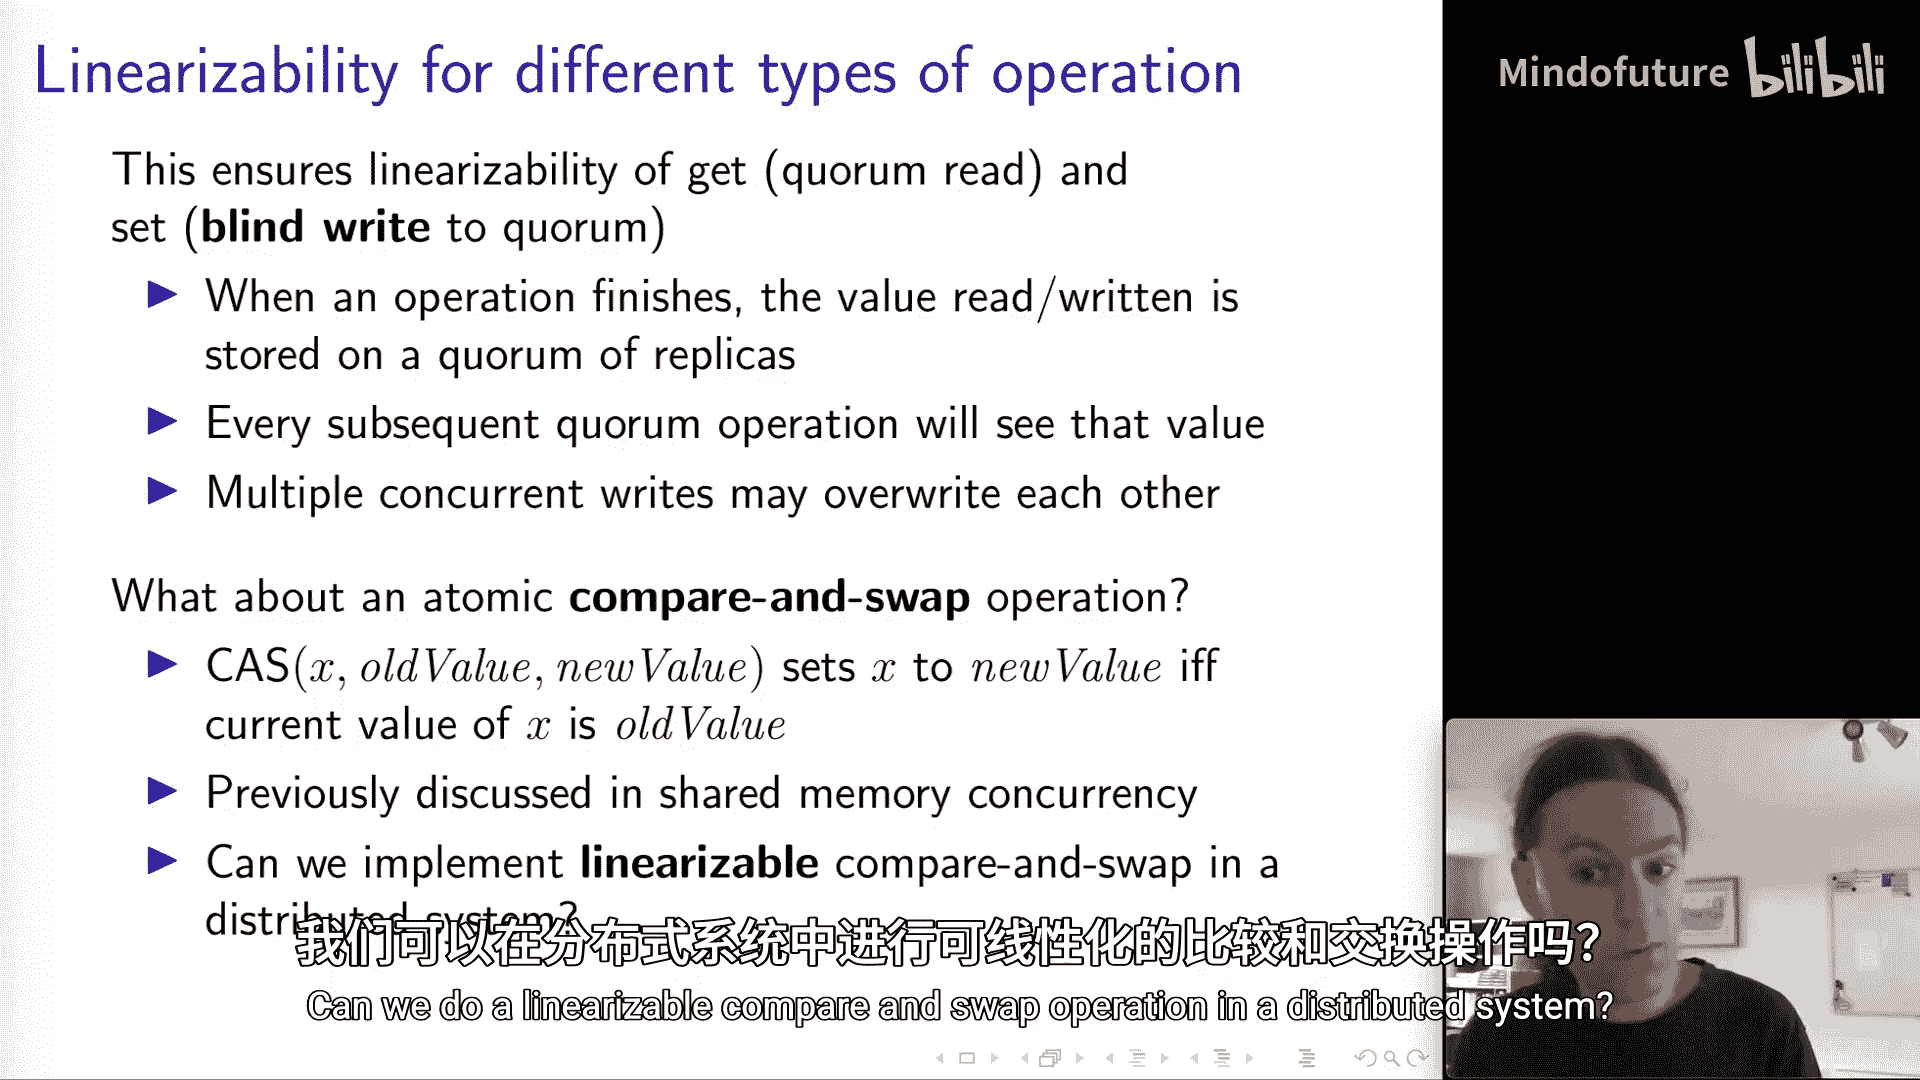 Linearizability for different types of operation
Mindofuture bilibili
This ensures linearizability of get (quorum read) and
set (blind write to quorum)
▶ When an operation finishes, the value read/written is
stored on a quorum of replicas
▶ Every subsequent quorum operation will see that value
▶ Multiple concurrent writes may overwrite each other
What about an atomic compare-and-swap operation?
▶ CAS(x, oldValue, newValue) sets x to newValue iff
current value of x is oldValue
▶ Previously discussed in shared memory concurrency
▶ Can we implement linearizable compare-and-swap in a
distributed system?
我们可以在分布式系统中进行可线性化的比较和交换操作吗?
Can we do a linearizable compare and swap operation in a distributed system?